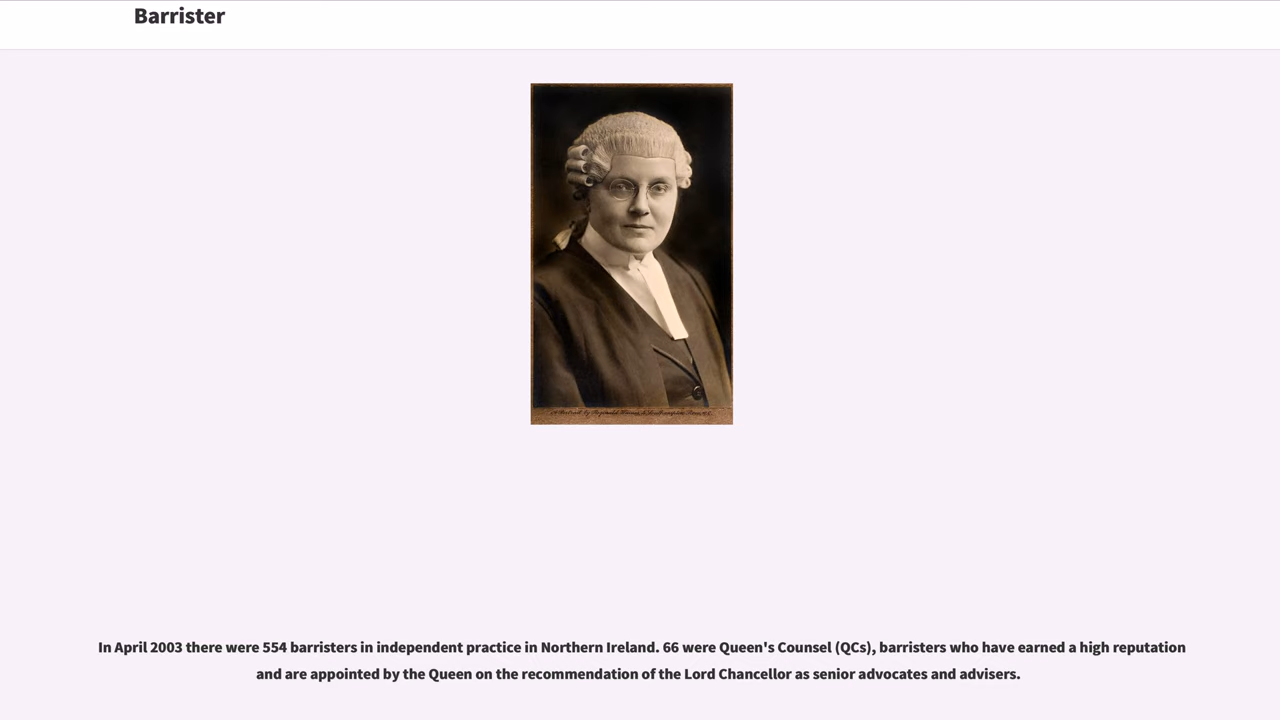 Barrister
A Portrait by
In April 2003 there were 554 barristers in independent practice in Northern Ireland. 66 were Queen's Counsel (QCs), barristers who have earned a high reputation
and are appointed by the Queen on the recommendation of the Lord Chancellor as senior advocates and advisers.